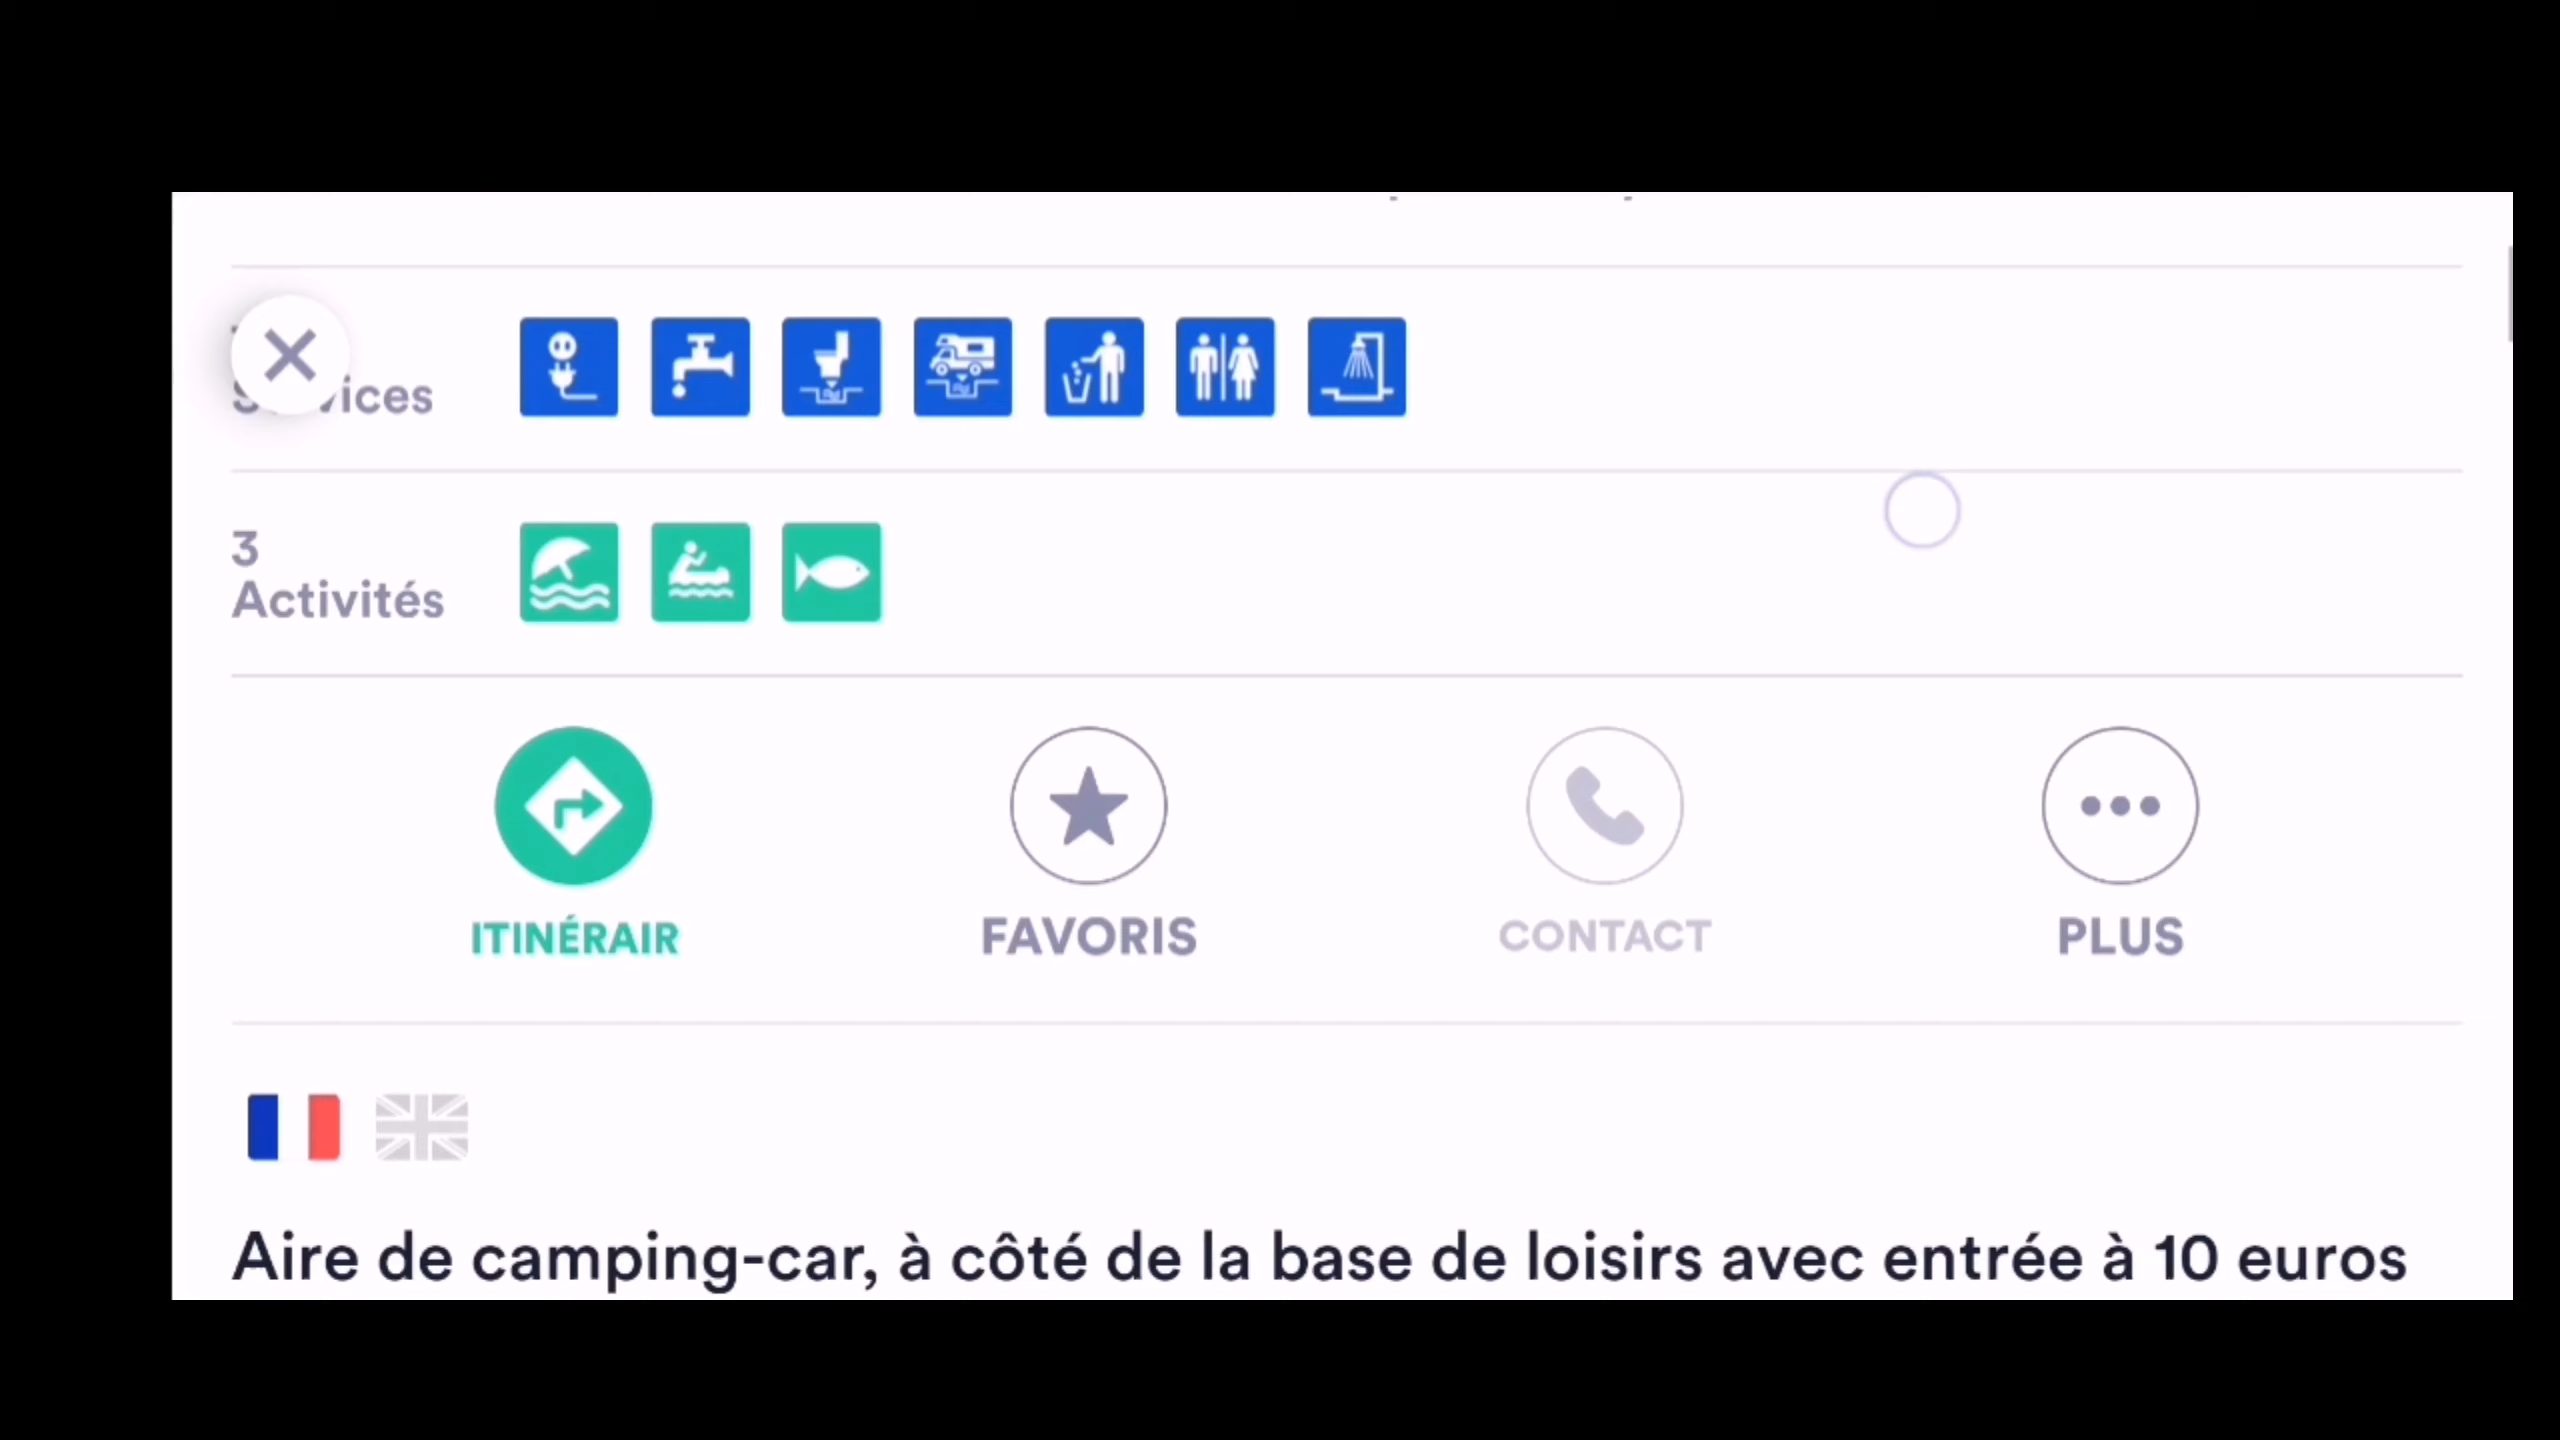 3
Activités
ITINÉRAIR
FAVORIS
CONTACT
PLUS
Aire de camping-car, à côté de la base de loisirs avec entrée à 10 euros